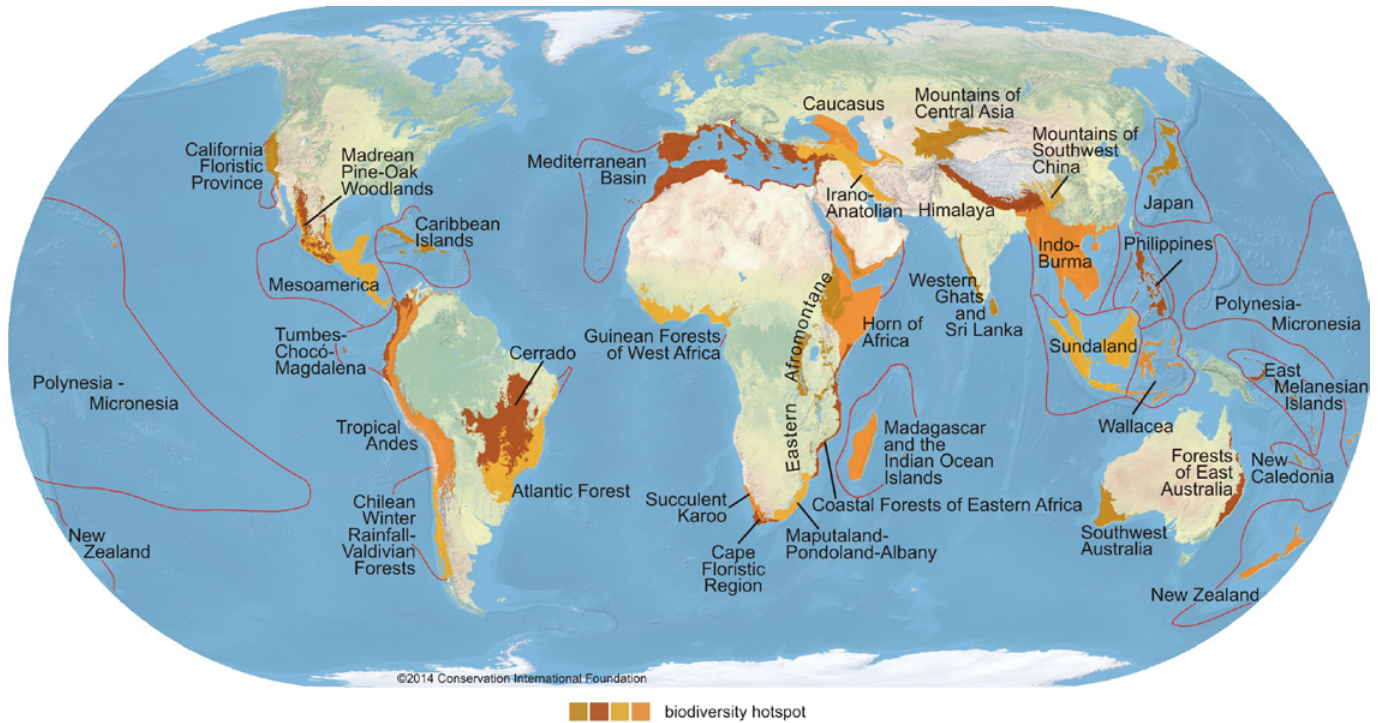 California
Floristic
Province
Madrean
Pine-Oak
Woodlands
Caribbean
Islands
Mesoamerica
Tumbes-
Chocó-
Magdalena
Polynesia -
Micronesia
Cerrado
Tropical
Andes
Atlantic Forest
Chilean
Winter
Rainfall-
Valdivian
Forests
New
Zealand
Mediterranean
Basin
Caucasus
Mountains of
Central Asia
Mountains of
Southwest
China
Irano-
Anatolian
Himalaya
Japan
Indo-
Burma
Philippines
Western
Ghats
and
Sri Lanka
Polynesia-
Micronesia
Guinean Forests
of West Africa
Eastern Afromontane
Horn of
Africa
Sundaland
East
Melanesian
Islands
Wallacea
Madagascar
and the
Indian Ocean
Islands
Succulent
Karoo
Coastal Forests of Eastern Africa
Cape
Floristic
Region
Maputaland-
Pondoland-Albany
Forests
of East
Australia
New
Caledonia
Southwest
Australia
New Zealand
©2014 Conservation International Foundation
biodiversity hotspot